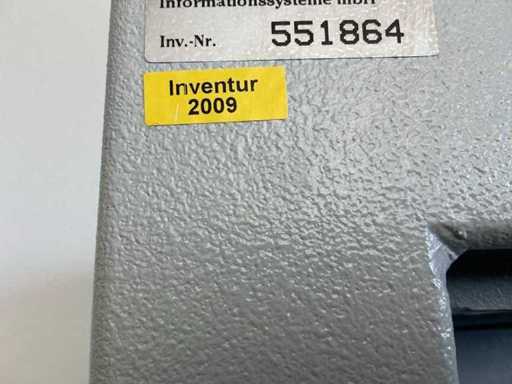 Informationssysteme mbH
Inv.-Nr. 551864
Inventur
2009